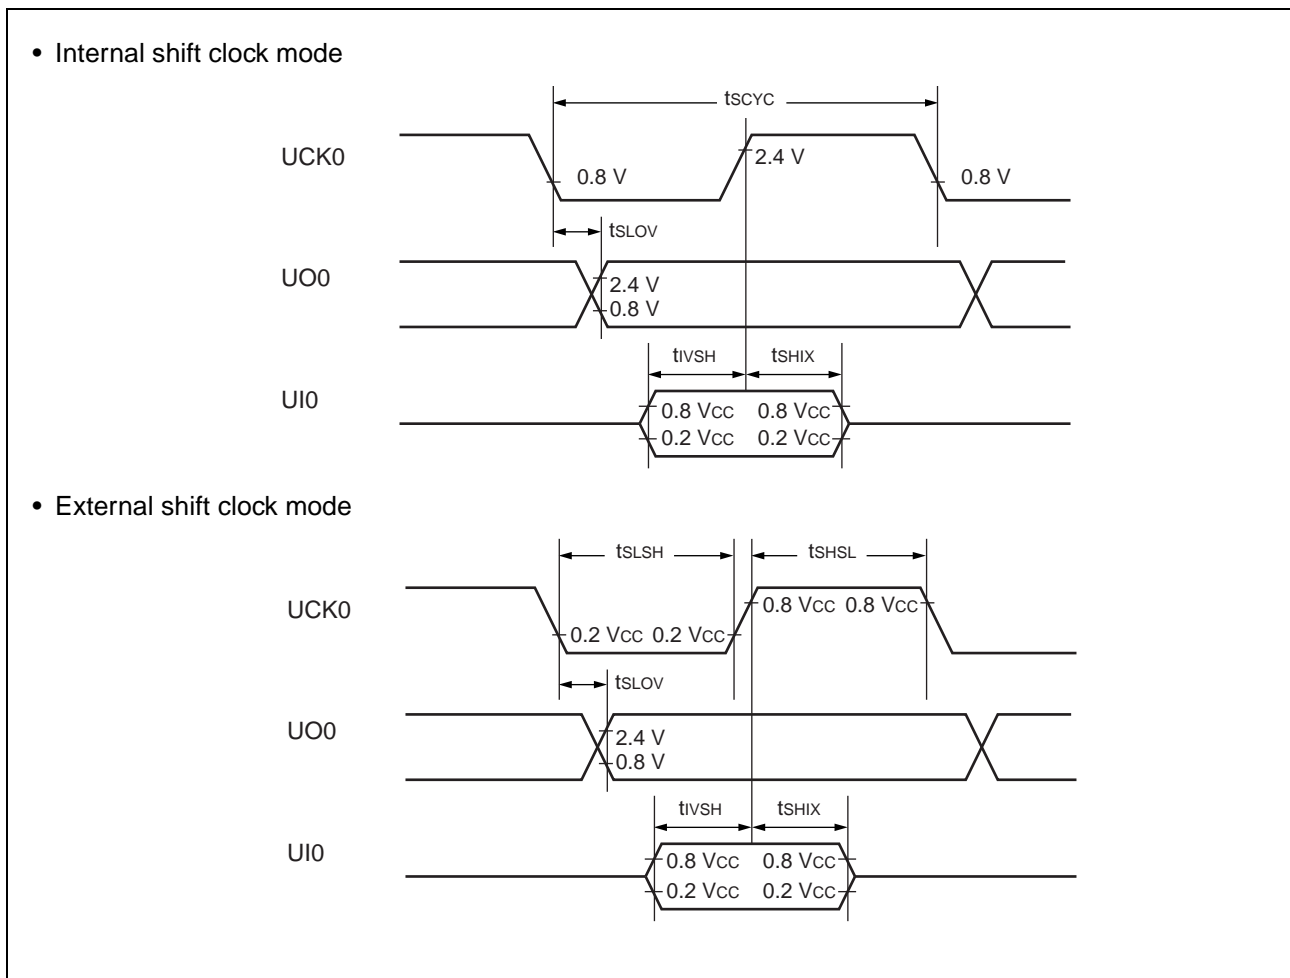 • Internal shift clock mode
tSCYC
UCK0
2.4 V
0.8 V
0.8 V
tSLOV
UO0
2.4 V
0.8 V
tIVSH
tSHIX
UI0
0.8 VCC
0.8 VCC
0.2 VCC
0.2 VCC
• External shift clock mode
tSLSH
tSHSL
UCK0
0.8 VCC
0.8 VCC
0.2 VCC
0.2 VCC
tSLOV
UO0
2.4 V
0.8 V
tIVSH
tSHIX
UI0
0.8 VCC
0.8 VCC
0.2 VCC
0.2 VCC